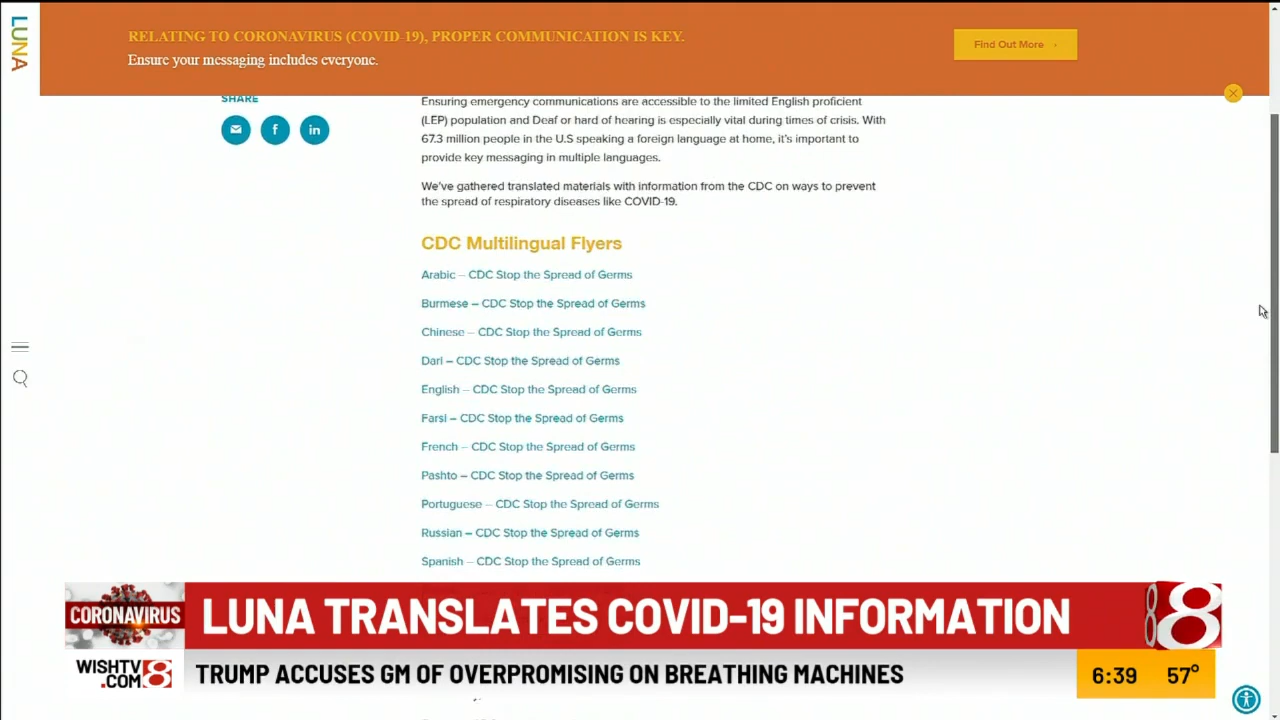 LUNA
RELATING TO CORONAVIRUS (COVID-19), PROPER COMMUNICATION IS KEY.
Ensure your messaging includes everyone.
Find Out More ›
SHARE
f
in
Ensuring emergency communications are accessible to the limited English proficient
(LEP) population and Deaf or hard of hearing is especially vital during times of crisis. With
67.3 million people in the U.S speaking a foreign language at home, it's important to
provide key messaging in multiple languages.
We've gathered translated materials with information from the CDC on ways to prevent
the spread of respiratory diseases like COVID-19.
CDC Multilingual Flyers
Arabic – CDC Stop the Spread of Germs
Burmese – CDC Stop the Spread of Germs
Chinese – CDC Stop the Spread of Germs
Dari – CDC Stop the Spread of Germs
English – CDC Stop the Spread of Germs
Farsi – CDC Stop the Spread of Germs
French – CDC Stop the Spread of Germs
Pashto – CDC Stop the Spread of Germs
Portuguese – CDC Stop the Spread of Germs
Russian – CDC Stop the Spread of Germs
Spanish – CDC Stop the Spread of Germs
CORONAVIRUS
LUNA TRANSLATES COVID-19 INFORMATION
8
WISHTV
.COM 8
TRUMP ACCUSES GM OF OVERPROMISING ON BREATHING MACHINES
6:39 57°